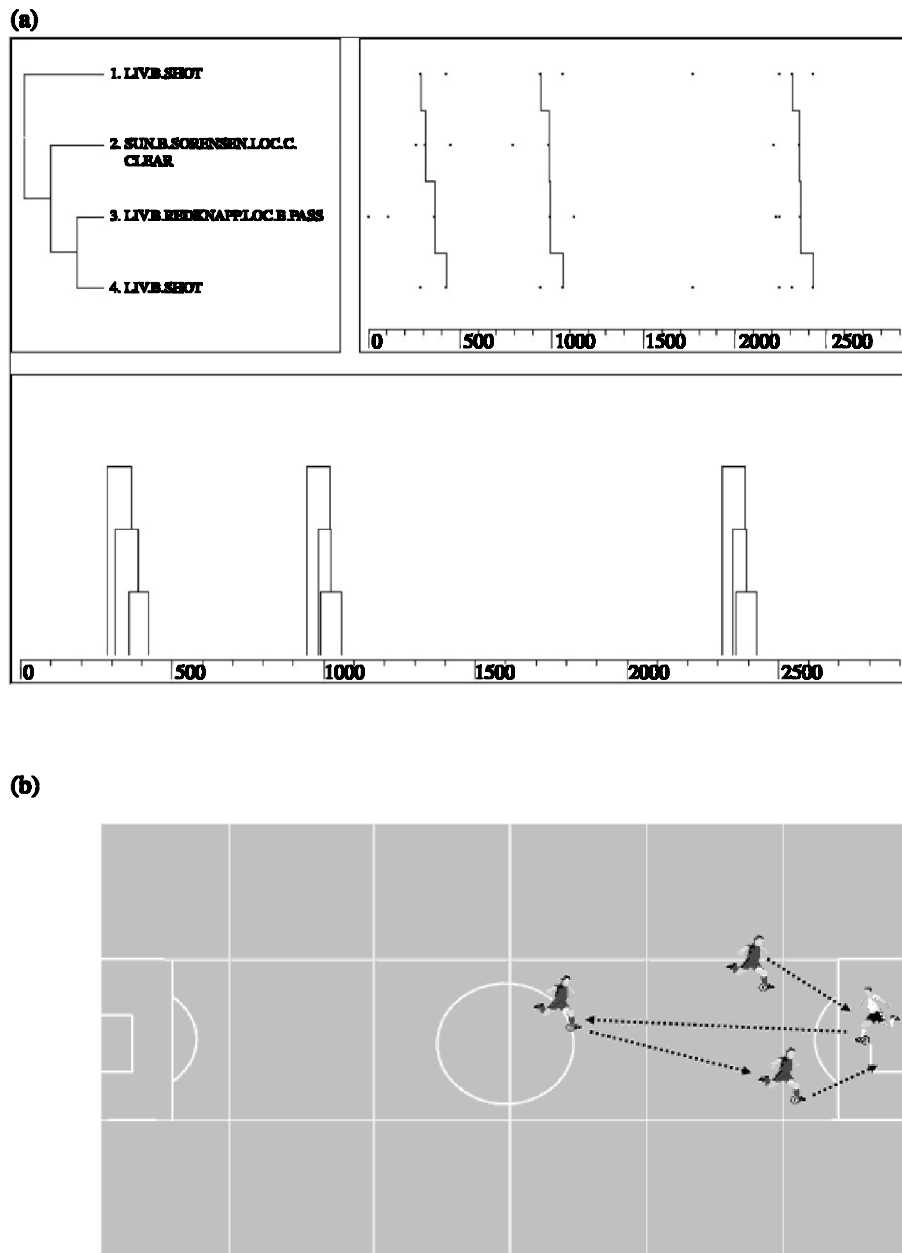 (a)
1. LIV.B.SHOT
2. SUN.B.SORENSEN.LOC.C.
CLEAR
3. LIV.B.REDKNAPP.LOC.B.PASS
4. LIV.B.SHOT
0 500 1000 1500 2000 2500
0 500 1000 1500 2000 2500
(b)